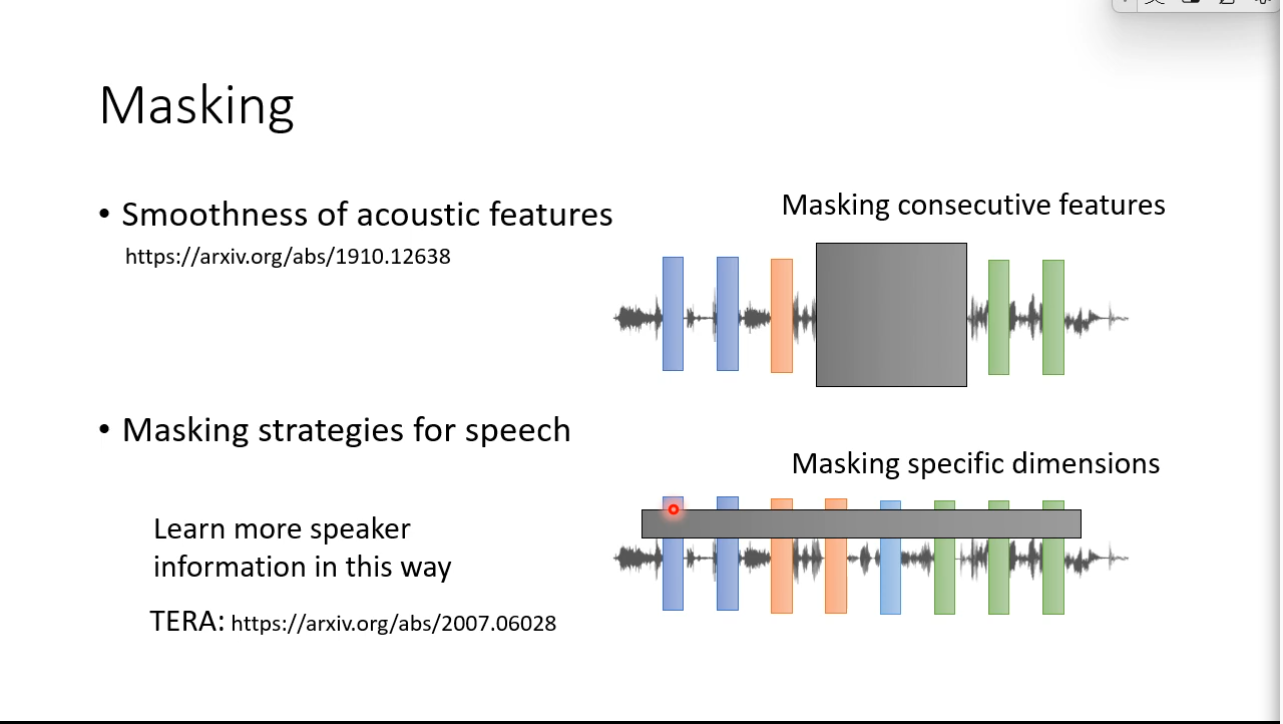 Masking
• Smoothness of acoustic features
https://arxiv.org/abs/1910.12638
Masking consecutive features
• Masking strategies for speech
Masking specific dimensions
Learn more speaker
information in this way
TERA: https://arxiv.org/abs/2007.06028